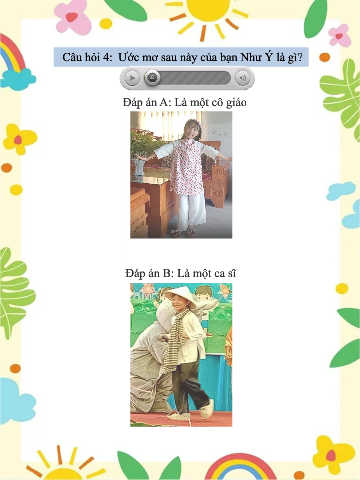 Câu hỏi 4: Ước mơ sau này của bạn Như Ý là gì?
Đáp án A: Là một cô giáo
Đáp án B: Là một ca sĩ